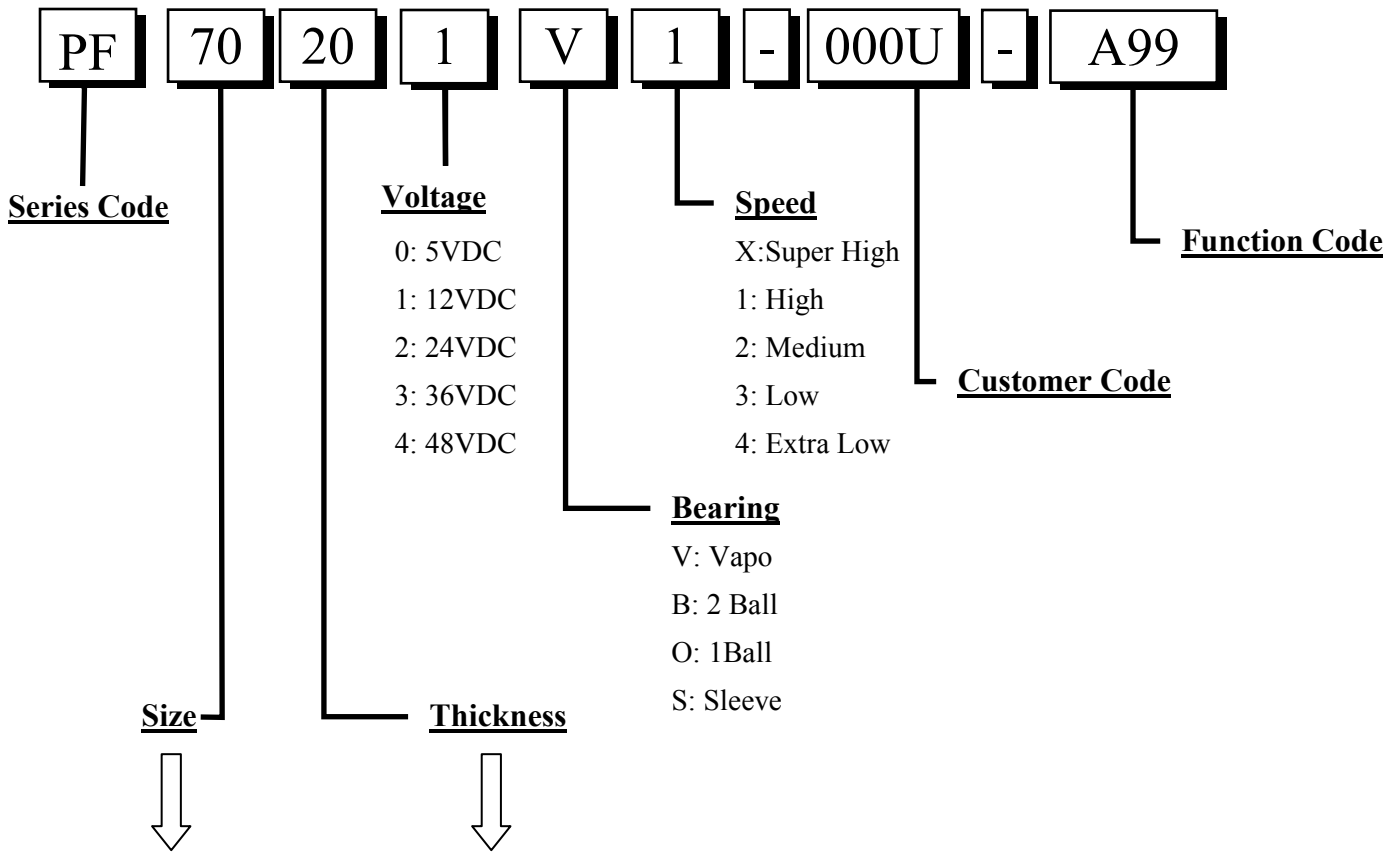 PF 70 20 1 V 1 - 000U - A99
Series Code
Voltage
0: 5VDC
1: 12VDC
2: 24VDC
3: 36VDC
4: 48VDC
Speed
X:Super High
1: High
2: Medium
3: Low
4: Extra Low
Function Code
Customer Code
Bearing
V: Vapo
B: 2 Ball
O: 1Ball
S: Sleeve
Size
Thickness